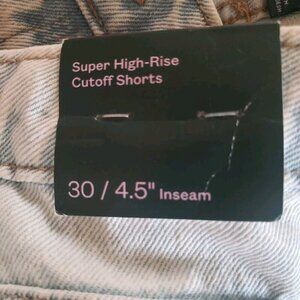 Super High-Rise
Cutoff Shorts
30 / 4.5" Inseam